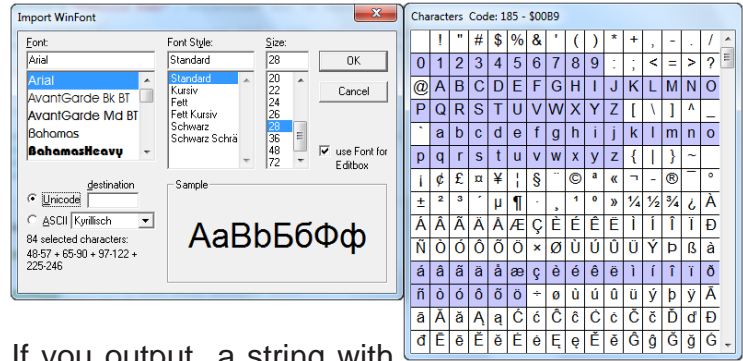 Import WinFont
Font:
Arial
Arial
AvantGarde Bk BT
AvantGarde Md BT
Bahamas
BahamasHeavy
Font Style:
Standard
Standard
Kursiv
Fett
Fett Kursiv
Schwarz
Schwarz Schrä
Size:
28
20
22
24
26
28
36
48
72
OK
Cancel
use Font for
Editbox
destination
Unicode
ASCII Kyrillisch
84 selected characters:
48-57 + 65-90 + 97-122 +
225-246
Sample
AaBbБбФф
Characters Code: 185 - $00B9
! " # $ % & ' ( ) * + , - . /
0 1 2 3 4 5 6 7 8 9 : ; < = > ?
@ A B C D E F G H I J K L M N O
P Q R S T U V W X Y Z [ \ ] ^ _
` a b c d e f g h i j k l m n o
p q r s t u v w x y z { | } ~
¡ ¢ £ ¤ ¥ ¦ § ¨ © ª « ¬ - ® ¯ °
± ² ³ ´ µ ¶ · ¸ ¹ º » ¼ ½ ¾ ¿ À
Á Â Ã Ä Å Æ Ç È É Ê Ë Ì Í Î Ï Ð
Ñ Ò Ó Ô Õ Ö × Ø Ù Ú Û Ü Ý Þ ß à
á â ã ä å æ ç è é ê ë ì í î ï ð
ñ ò ó ô õ ö ÷ ø ù ú û ü ý þ ÿ Ā
ā Ă ă Ą ą Ć ć Ĉ ĉ Ċ ċ Č č Ď ď Đ
đ Ē ē Ĕ ĕ Ė ė Ę ę Ě ě Ĝ ĝ Ğ ğ Ġ
If you output a string with